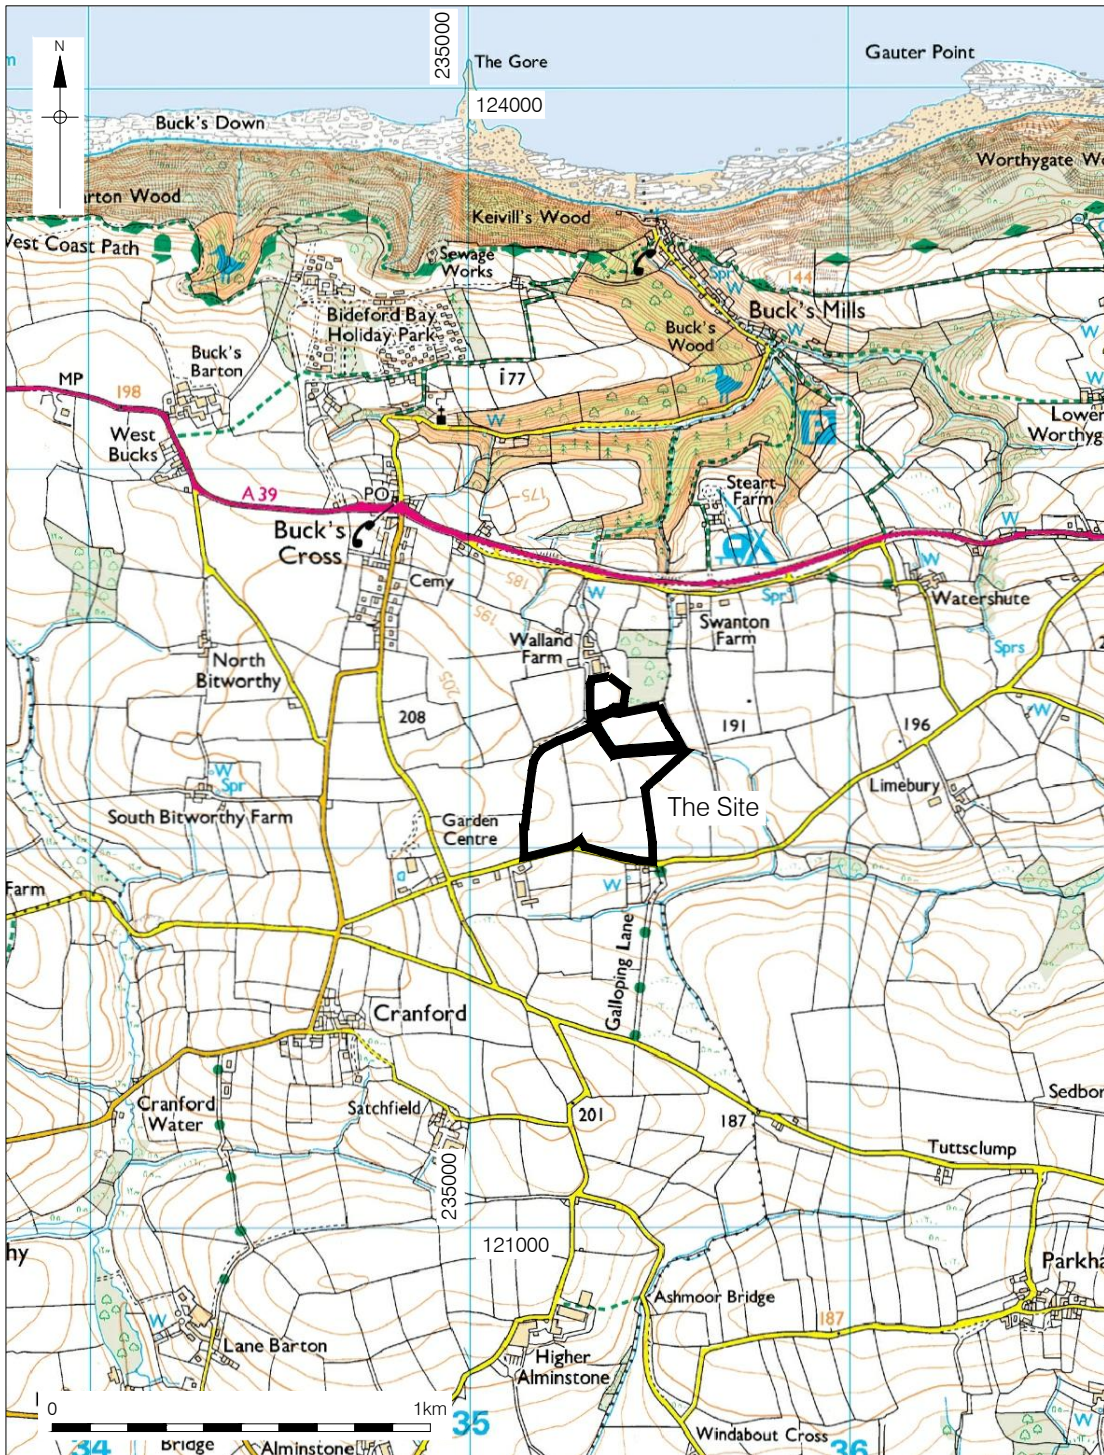 235000
The Gore
Gauter Point
N
m
124000
Buck's Down
Worthygate Wo
rton Wood
Keivill's Wood
West Coast Path
Sewage
Works
Spr
W
144
Bideford Bay
Holiday Park
Buck's Mills
W
Buck's
Wood
W
Buck's
Barton
MP
198
177
W
W
Lower
Worthyg
West
Bucks
A 39
PO
175
Steart
Farm
W
Buck's
Cross
Cemy
185
W
195
Spr
W
Watershute
Swanton
Farm
Walland
Farm
Sprs
2
North
Bitworthy
205
208
191
196
W
W
Spr
Limebury
South Bitworthy Farm
Garden
Centre
The Site
Farm
W
Galloping Lane
Cranford
Sedbor
Cranford
Water
Satchfield
201
187
Tuttsclump
235000
121000
hy
Parkha
Ashmoor Bridge
W
187
Lane Barton
Higher
Alminstone
0
1km
35
W
34
Bridge
Alminstone
Windabout Cross
36